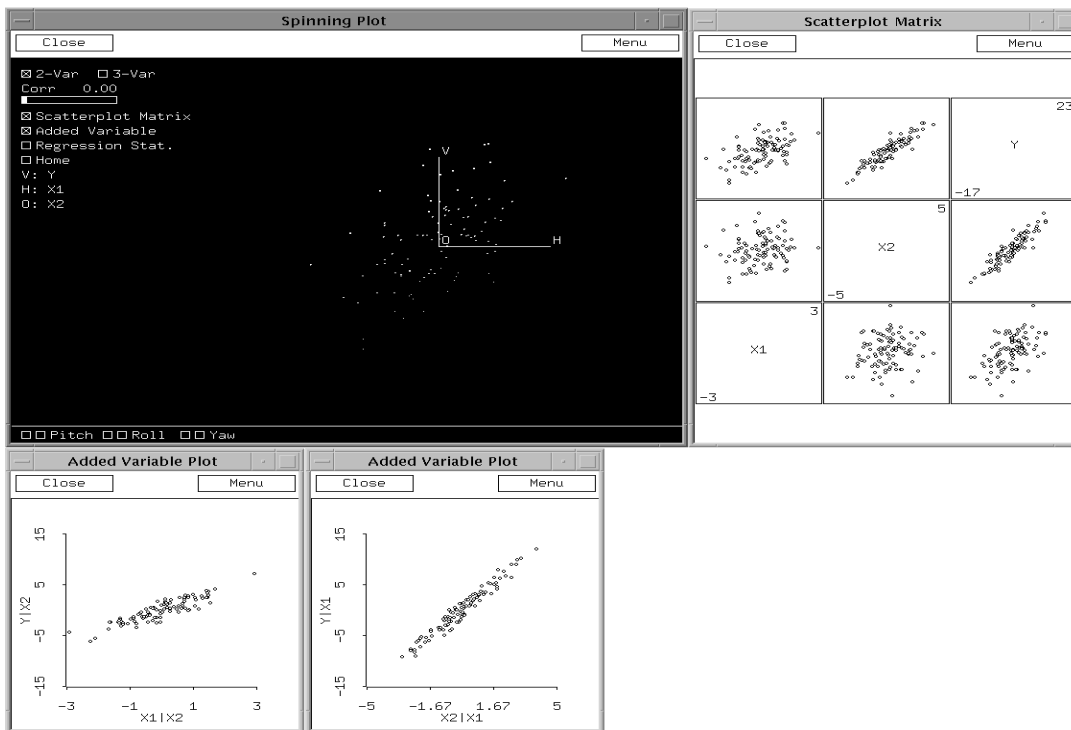 Spinning Plot
Close
Menu
2-Var 3-Var
Corr 0.00
Scatterplot Matrix
Added Variable
Regression Stat.
Home
V: Y
H: X1
O: X2
V
O
H
Pitch Roll Yaw
Scatterplot Matrix
Close
Menu
23
Y
-17
5
X2
-5
3
X1
-3
Added Variable Plot
Close
Menu
15
5
-5
-15
Y|X2
-3 -1 1 3
X1|X2
Added Variable Plot
Close
Menu
15
5
-5
-15
Y|X1
-5 -1.67 1.67 5
X2|X1